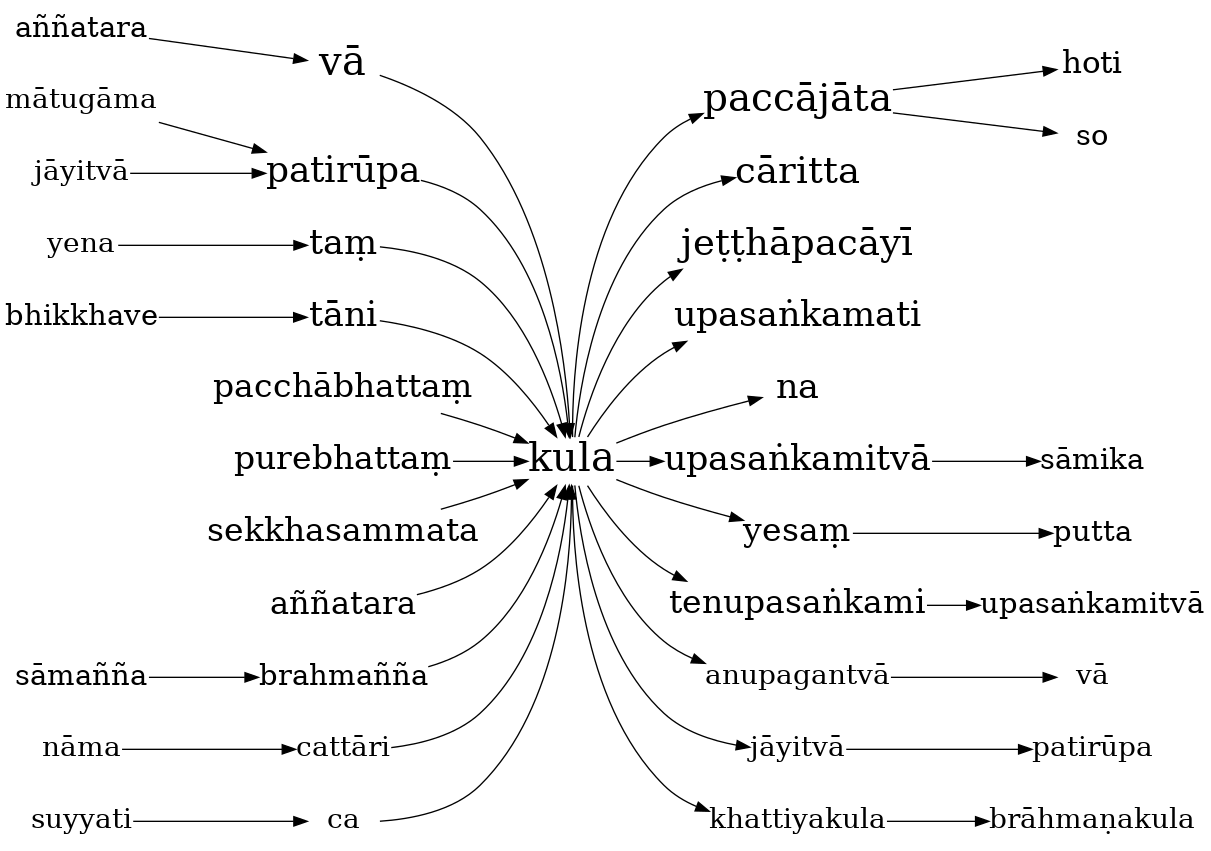 aññatara
vā
hoti
mātugāma
paccājāta
so
jāyitvā
patirūpa
cāritta
yena
taṃ
jeṭṭhāpacāyī
bhikkhave
tāni
upasaṅkamati
pacchābhattaṃ
na
purebhattaṃ
kula
upasaṅkamitvā
sāmika
sekkhasammata
yesaṃ
putta
aññatara
tenupasaṅkami
upasaṅkamitvā
sāmañña
brahmañña
anupagantvā
vā
nāma
cattāri
jāyitvā
patirūpa
suyyati
ca
khattiyakula
brāhmaṇakula